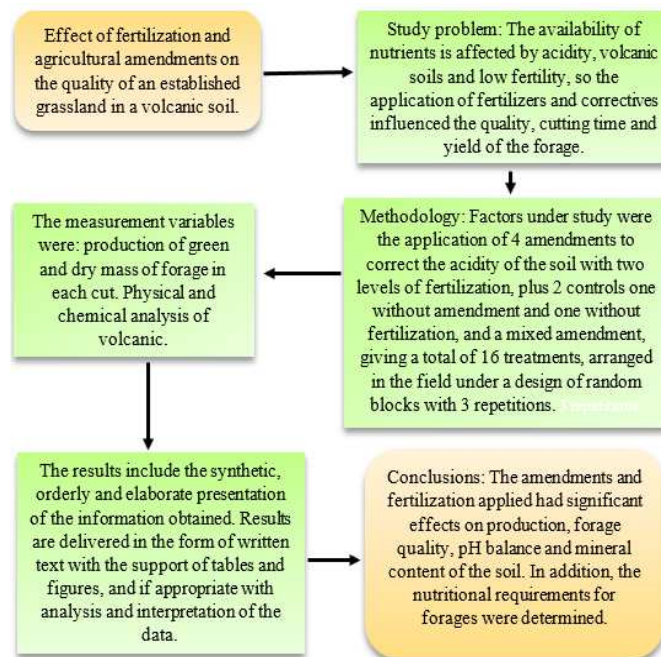 Effect of fertilization and
agricultural amendments on
the quality of an established
grassland in a volcanic soil.
Study problem: The availability of
nutrients is affected by acidity, volcanic
soils and low fertility, so the
application of fertilizers and correctives
influenced the quality, cutting time and
yield of the forage.
Methodology: Factors under study were
the application of 4 amendments to
correct the acidity of the soil with two
levels of fertilization, plus 2 controls one
without amendment and one without
fertilization, and a mixed amendment,
giving a total of 16 treatments, arranged
in the field under a design of random
blocks with 3 repetitions.
The measurement variables
were: production of green
and dry mass of forage in
each cut. Physical and
chemical analysis of
volcanic.
The results include the synthetic,
orderly and elaborate presentation
of the information obtained. Results
are delivered in the form of written
text with the support of tables and
figures, and if appropriate with
analysis and interpretation of the
data.
Conclusions: The amendments and
fertilization applied had significant
effects on production, forage
quality, pH balance and mineral
content of the soil. In addition, the
nutritional requirements for
forages were determined.